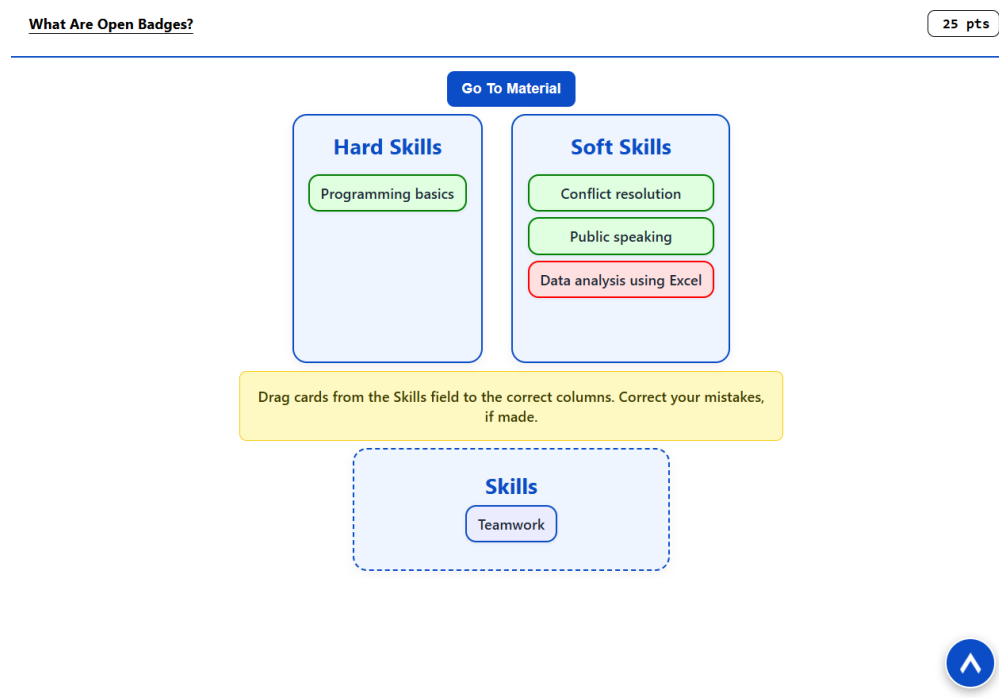 What Are Open Badges?
25 pts
Go To Material
Hard Skills
Programming basics
Soft Skills
Conflict resolution
Public speaking
Data analysis using Excel
Drag cards from the Skills field to the correct columns. Correct your mistakes,
if made.
Skills
Teamwork